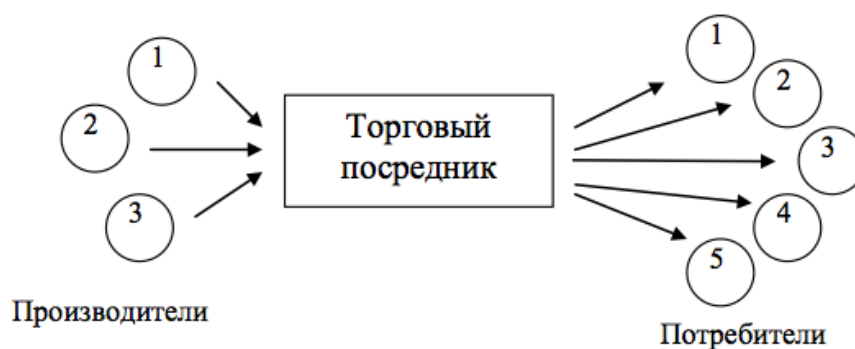 1
2
3
Производители
Торговый
посредник
1
2
3
4
5
Потребители